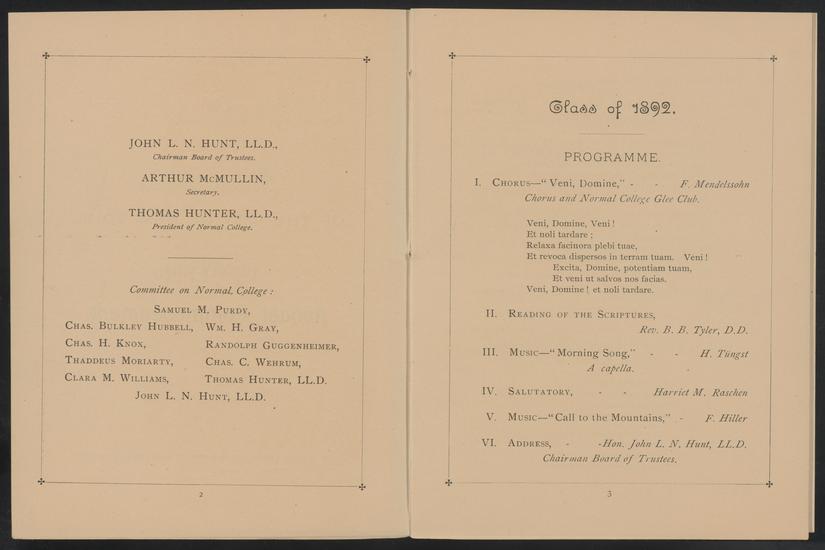 JOHN L. N. HUNT, LL.D.,
Chairman Board of Trustees.
ARTHUR McMULLIN,
Secretary.
THOMAS HUNTER, LL.D.,
President of Normal College.
Committee on Normal College :
SAMUEL M. PURDY,
CHAS. BULKLEY HUBBELL, WM. H. GRAY,
CHAS. H. KNOX, RANDOLPH GUGGENHEIMER,
THADDEUS MORIARTY, CHAS. C. WEHRUM,
CLARA M. WILLIAMS, THOMAS HUNTER, LL.D.
JOHN L. N. HUNT, LL.D.
2
Class of 1892.
PROGRAMME.
I. CHORUS—"Veni, Domine," - - F. Mendelssohn
Chorus and Normal College Glee Club.
Veni, Domine, Veni !
Et noli tardare ;
Relaxa facinora plebi tuae,
Et revoca dispersos in terram tuam. Veni !
Excita, Domine, potentiam tuam,
Et veni ut salvos nos facias.
Veni, Domine ! et noli tardare.
II. READING OF THE SCRIPTURES,
Rev. B. B. Tyler, D.D.
III. MUSIC—"Morning Song," - - H. Tüngst
A capella.
IV. SALUTATORY, - - Harriet M. Raschen
V. MUSIC—"Call to the Mountains," - F. Hiller
VI. ADDRESS, - -Hon. John L. N. Hunt, LL.D.
Chairman Board of Trustees.
3